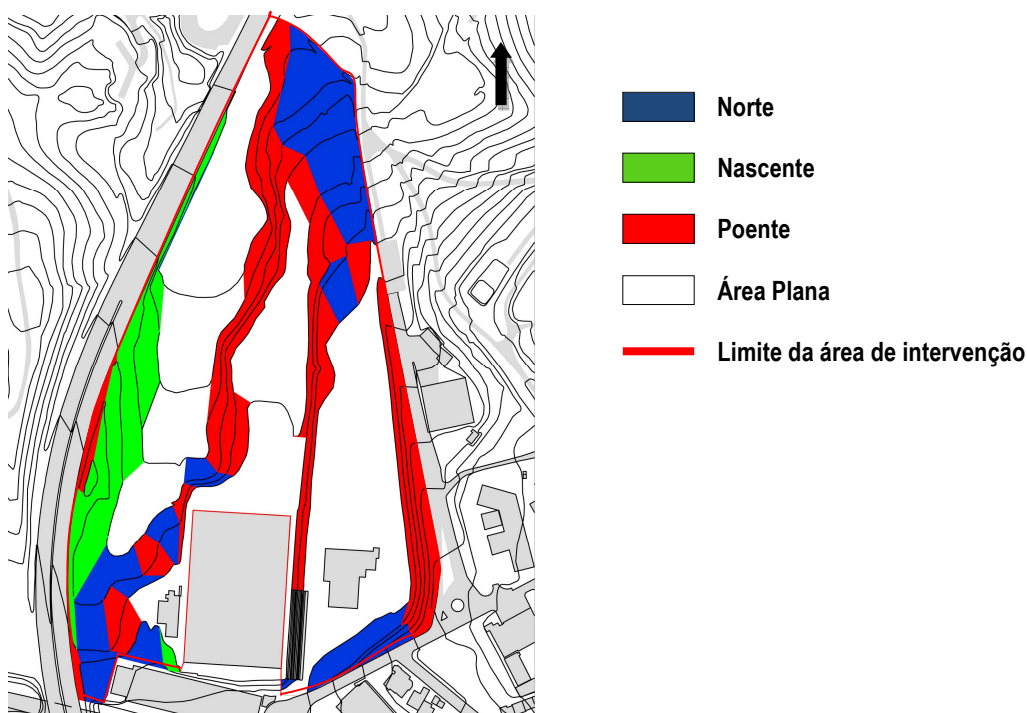 Norte
Nascente
Poente
Área Plana
Limite da área de intervenção